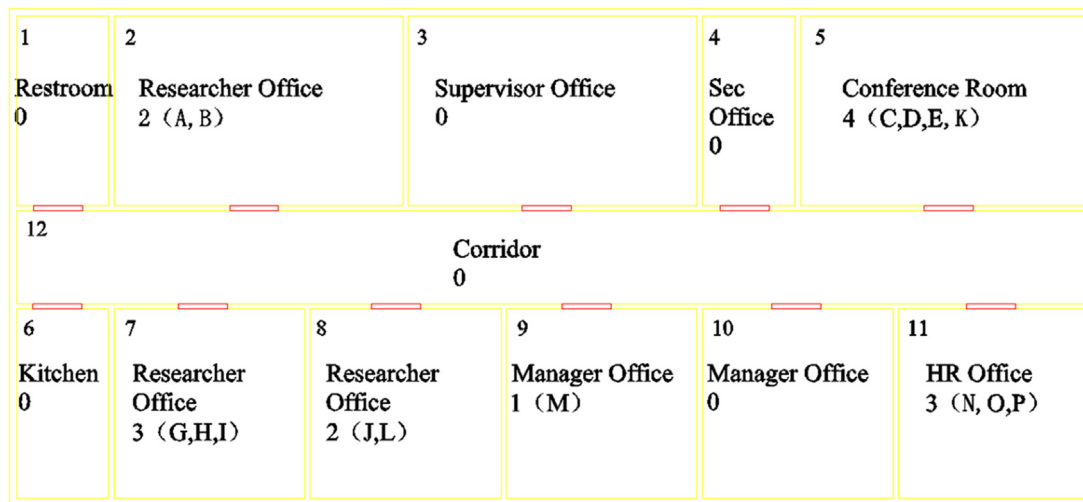 1
Restroom
0
2
Researcher Office
2 (A, B)
3
Supervisor Office
0
4
Sec
Office
0
5
Conference Room
4 (C,D,E, K)
12
Corridor
0
6
Kitchen
0
7
Researcher
Office
3 (G,H,I)
8
Researcher
Office
2 (J,L)
9
Manager Office
1 (M)
10
Manager Office
0
11
HR Office
3 (N, O,P)